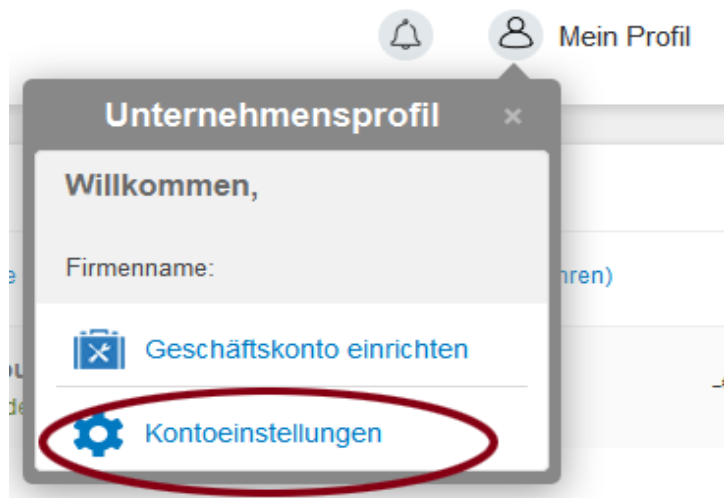 Mein Profil
Unternehmensprofil ×
Willkommen,
Firmenname:
hren)
Geschäftskonto einrichten
Kontoeinstellungen